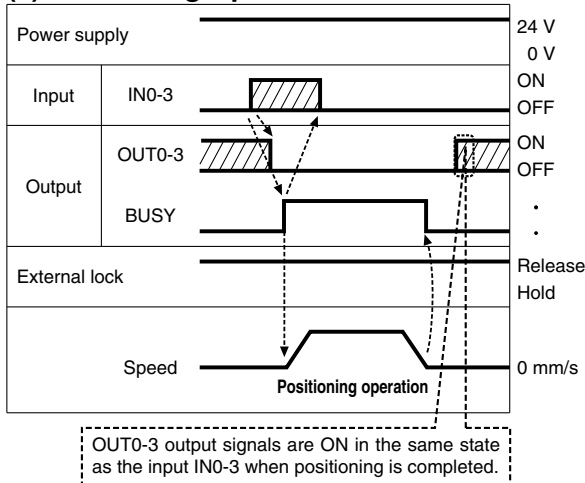 Power supply
24 V
0 V
Input
IN0-3
ON
OFF
Output
OUT0-3
ON
OFF
BUSY
External lock
Release
Hold
Speed
0 mm/s
Positioning operation
OUT0-3 output signals are ON in the same state
as the input IN0-3 when positioning is completed.